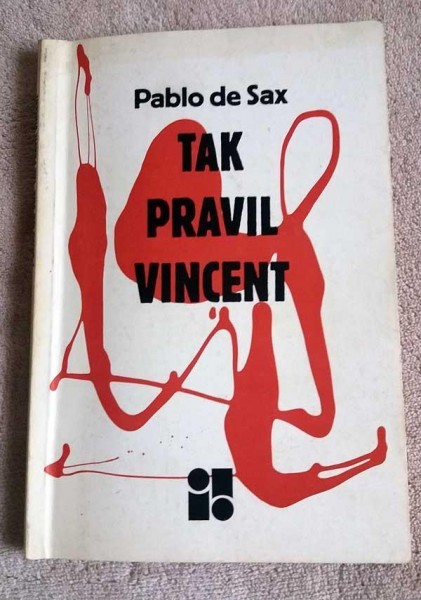 Pablo de Sax
TAK
PRAVIL
VINCENT